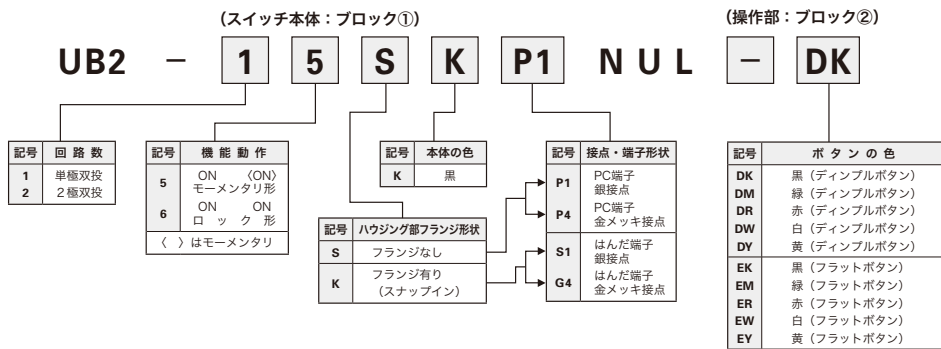 (スイッチ本体：ブロック①)
(操作部：ブロック②)
UB2 － 1 5 S K P1 N U L － DK
記号 回路数
1 単極双投
2 2極双投
記号 機能動作
5 ON 〈ON〉
モーメンタリ形
6 ON ON
ロック形
〈 〉はモーメンタリ
記号 本体の色
K 黒
記号 ハウジング部フランジ形状
S フランジなし
K フランジ有り
(スナップイン)
記号 接点・端子形状
P1 PC端子
銀接点
P4 PC端子
金メッキ接点
S1 はんだ端子
銀接点
G4 はんだ端子
金メッキ接点
記号 ボタンの色
DK 黒（ディンプルボタン）
DM 緑（ディンプルボタン）
DR 赤（ディンプルボタン）
DW 白（ディンプルボタン）
DY 黄（ディンプルボタン）
EK 黒（フラットボタン）
EM 緑（フラットボタン）
ER 赤（フラットボタン）
EW 白（フラットボタン）
EY 黄（フラットボタン）